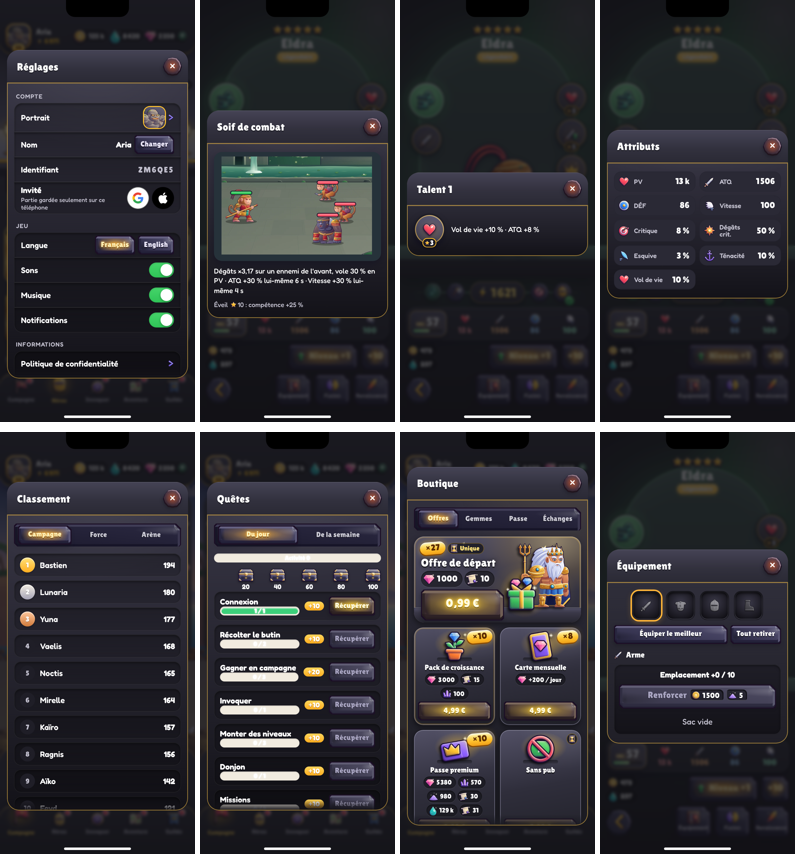 Réglages
COMPTE
Portrait
Nom
Aria
Changer
Identifiant
ZM6QE5
Invité
Partie gardée seulement sur ce
téléphone
JEU
Langue
Français
English
Sons
Musique
Notifications
INFORMATIONS
Politique de confidentialité
Eldra
Soif de combat
Dégâts ×3,17 sur un ennemi de l'avant, vole 30 % en
PV · ATQ +30 % lui-même 6 s · Vitesse +30 % lui-
même 4 s
Éveil ★ 10 : compétence +25 %
57
Eldra
Talent 1
★3
Vol de vie +10 % · ATQ +8 %
1621
57
Eldra
Attributs
PV
13 k
ATQ
1506
DÉF
86
Vitesse
100
Critique
8 %
Dégâts
crit.
50 %
Esquive
3 %
Ténacité
10 %
Vol de vie
10 %
57
Classement
Campagne
Force
Arène
1
Bastien
194
2
Lunaria
180
3
Yuna
177
4
Vaelis
168
5
Noctis
165
6
Mirelle
164
7
Kaïro
157
8
Ragnis
156
9
Aïko
142
Quêtes
Du jour
De la semaine
20
40
60
80
100
Connexion
1/1
+10
Récupérer
Récolter le butin
+10
Récupérer
Gagner en campagne
+20
Récupérer
Invoquer
+10
Récupérer
Monter des niveaux
+10
Récupérer
Donjon
+10
Récupérer
Missions
+10
Récupérer
Boutique
Offres
Gemmes
Passe
Échanges
×27
Unique
Offre de départ
1000
10
0,99 €
×10
Pack de croissance
3000
15
100
4,99 €
×8
Carte mensuelle
+200 / jour
4,99 €
×10
Passe premium
5380
570
980
30
129 k
31
Sans pub
Équipement
Équiper le meilleur
Tout retirer
Arme
Emplacement +0 / 10
Renforcer
1500
5
Sac vide
57